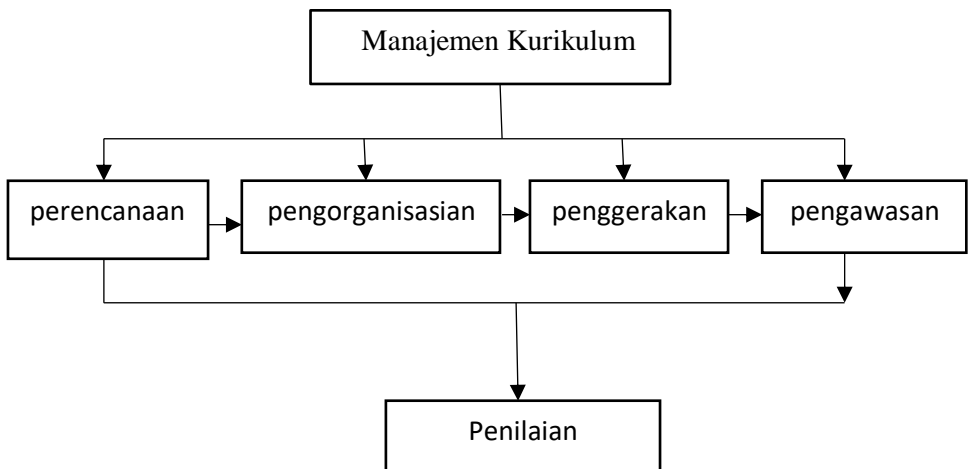 Manajemen Kurikulum
perencanaan
pengorganisasian
penggerakan
pengawasan
Penilaian